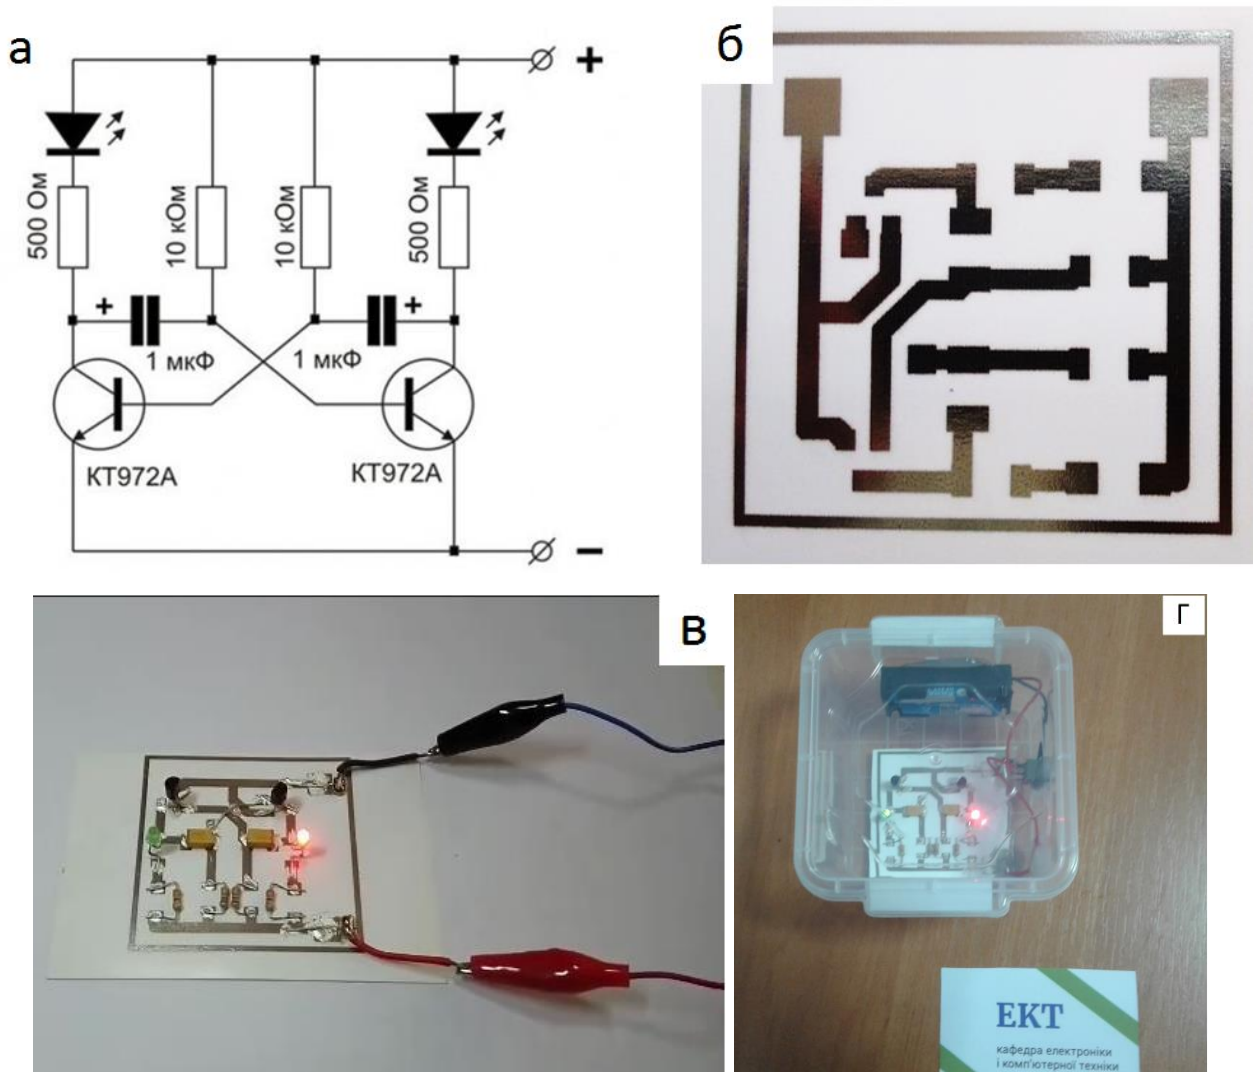 а
+
500 Ом
10 кОм
10 кОм
500 Ом
+
+
1 мкФ
1 мкФ
КТ972А
КТ972А
−
б
в
г
ЕКТ
кафедра електроніки
і комп'ютерної техніки